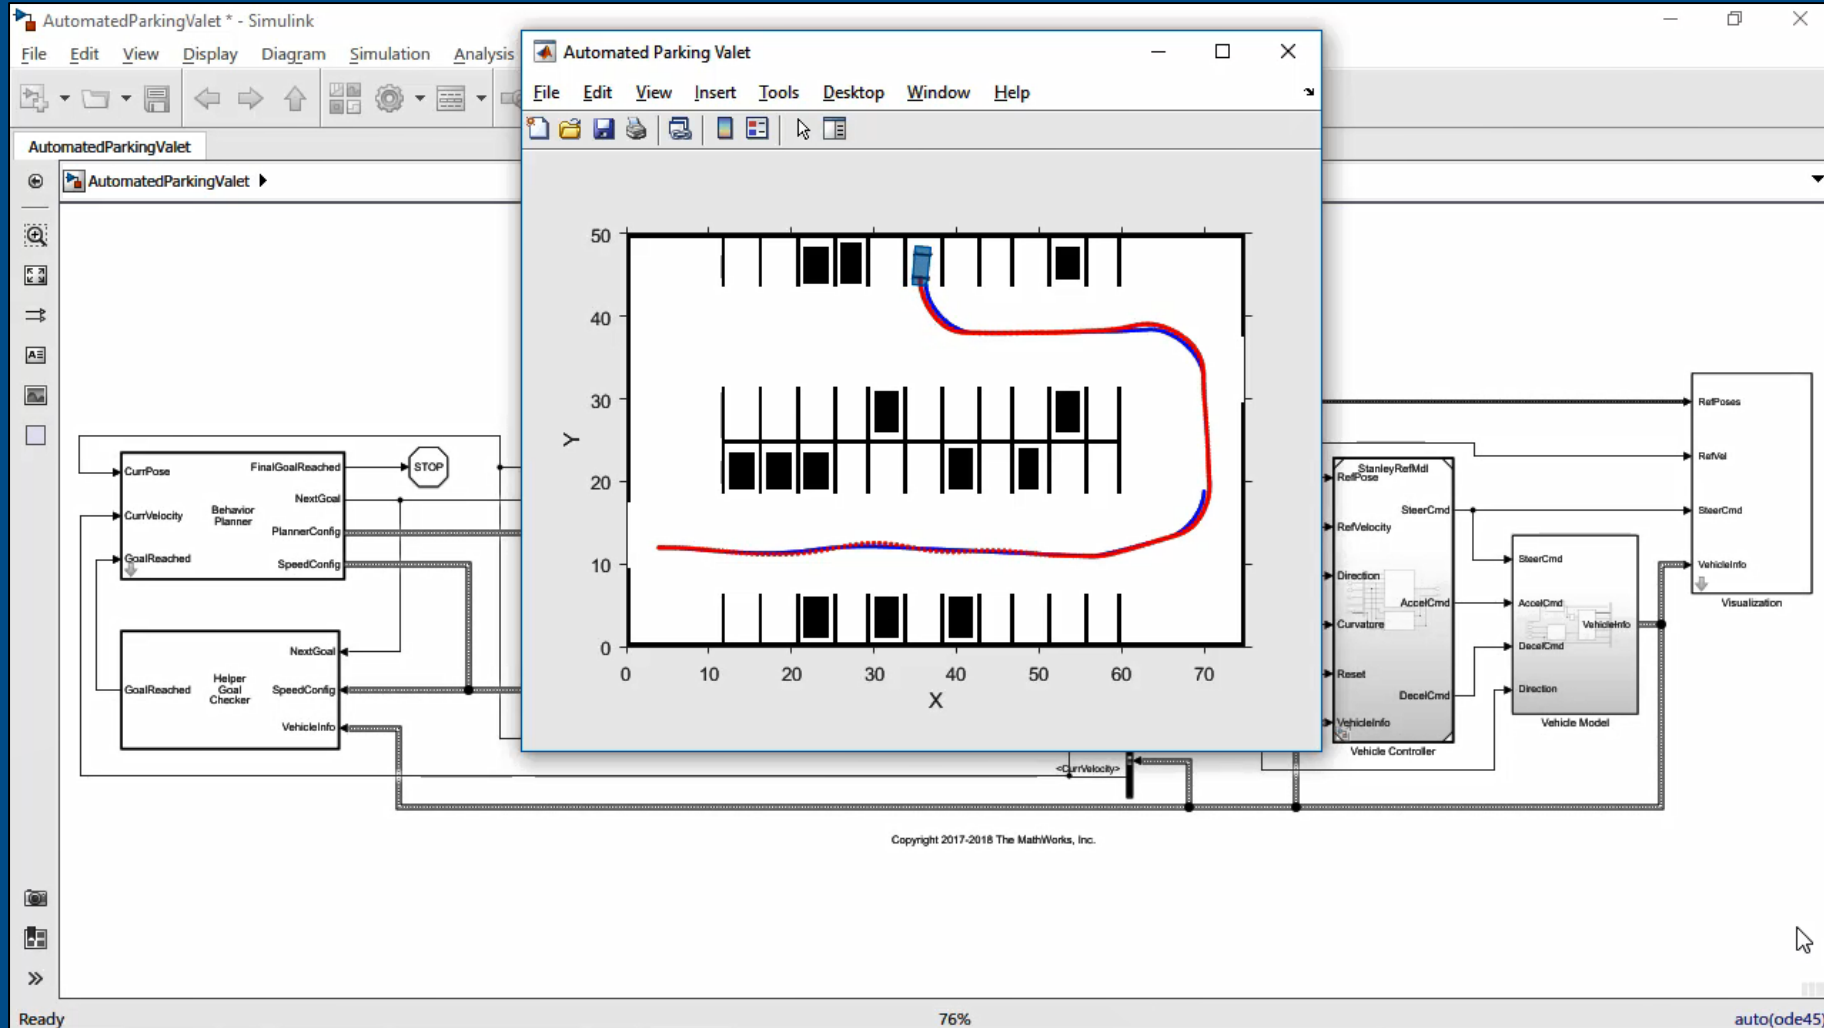 AutomatedParkingValet * - Simulink
File Edit View Display Diagram Simulation Analysis
AutomatedParkingValet
AutomatedParkingValet
Automated Parking Valet
File Edit View Insert Tools Desktop Window Help
50
40
30
20
10
0
Y
0 10 20 30 40 50 60 70
X
CurrPose
CurrVelocity
GoalReached
Behavior
Planner
FinalGoalReached
NextGoal
PlannerConfig
SpeedConfig
STOP
GoalReached
Helper
Goal
Checker
NextGoal
SpeedConfig
VehicleInfo
<CurrVelocity>
StanleyRefMdl
RefPose
RefVelocity
Direction
Curvature
Reset
VehicleInfo
SteerCmd
AccelCmd
DecelCmd
Vehicle Controller
SteerCmd
AccelCmd
DecelCmd
Direction
VehicleInfo
Vehicle Model
RefPoses
RefVel
SteerCmd
VehicleInfo
Visualization
Copyright 2017-2018 The MathWorks, Inc.
Ready
76%
auto(ode45)